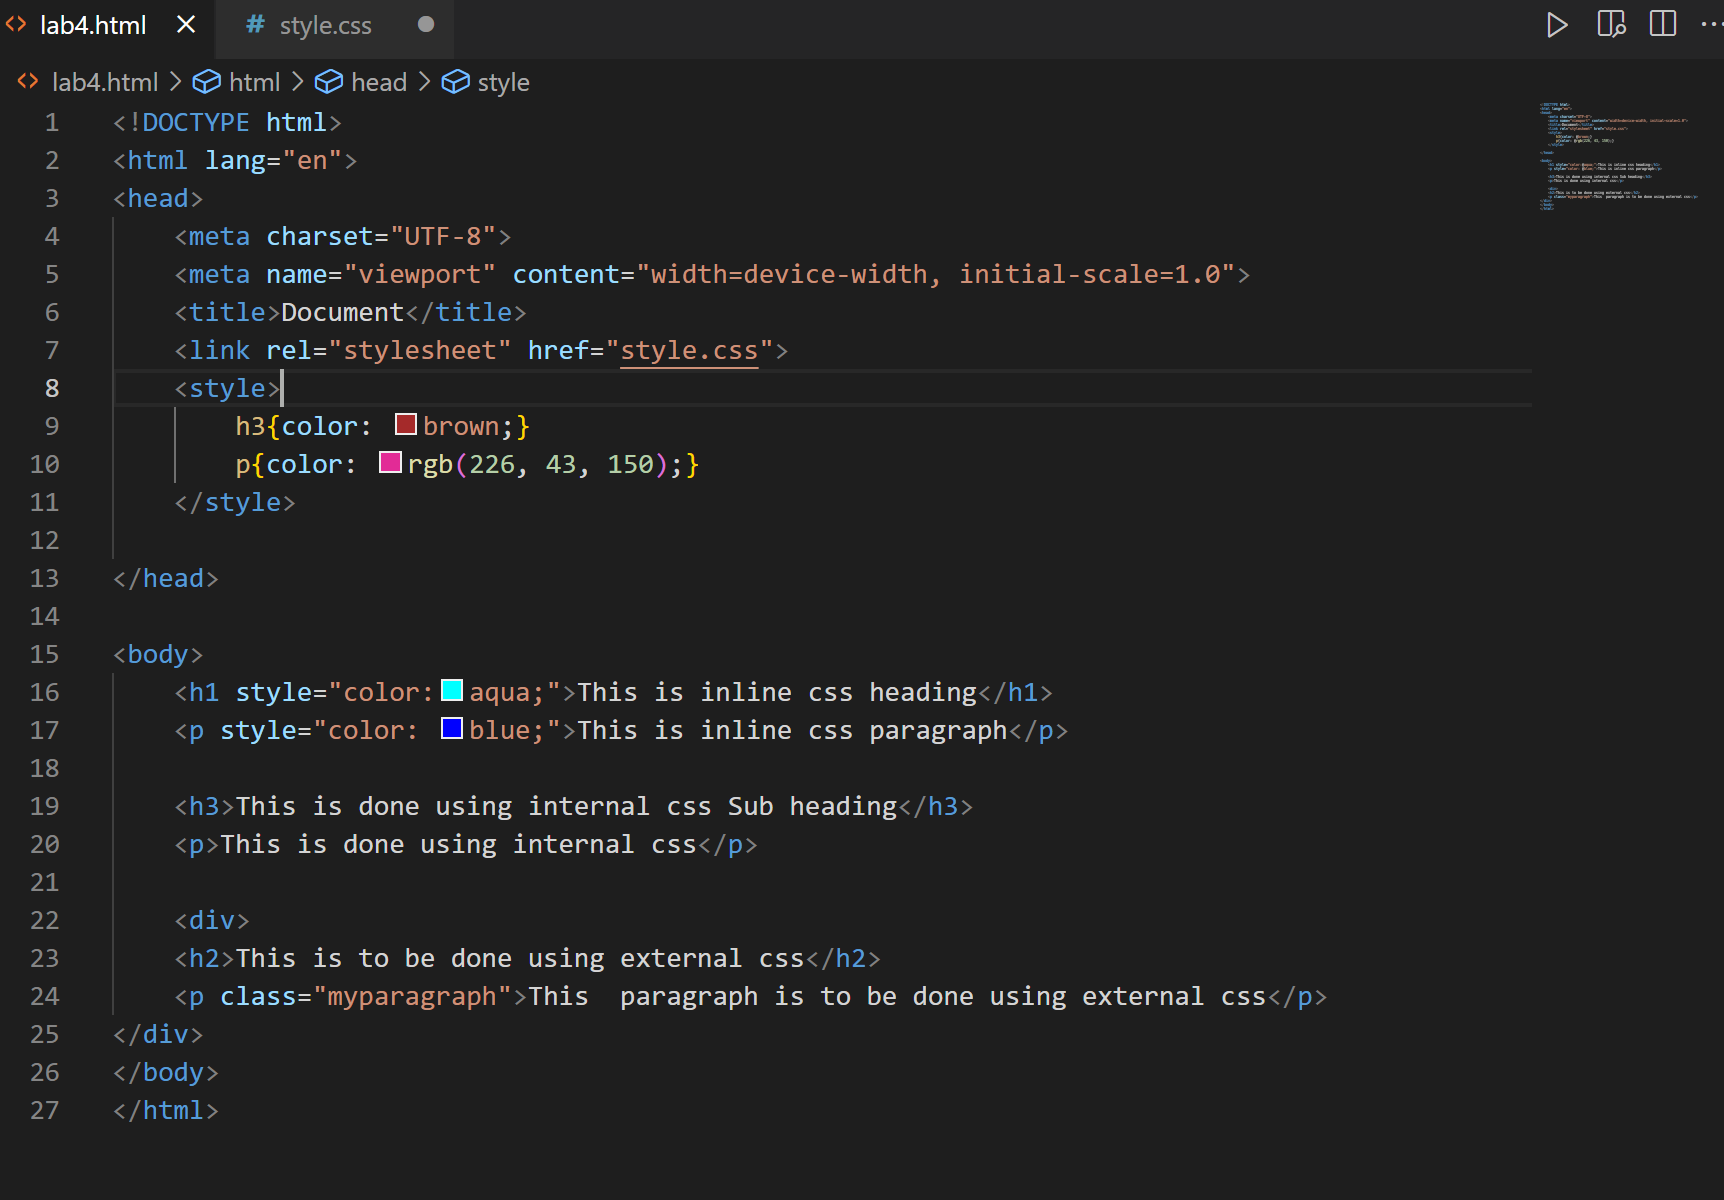 lab4.html style.css
lab4.html > html > head > style
1 <!DOCTYPE html>
2 <html lang="en">
3 <head>
4     <meta charset="UTF-8">
5     <meta name="viewport" content="width=device-width, initial-scale=1.0">
6     <title>Document</title>
7     <link rel="stylesheet" href="style.css">
8     <style>
9         h3{color: brown;}
10         p{color: rgb(226, 43, 150);}
11     </style>
12
13 </head>
14
15 <body>
16     <h1 style="color:aqua;">This is inline css heading</h1>
17     <p style="color: blue;">This is inline css paragraph</p>
18
19     <h3>This is done using internal css Sub heading</h3>
20     <p>This is done using internal css</p>
21
22     <div>
23     <h2>This is to be done using external css</h2>
24     <p class="myparagraph">This  paragraph is to be done using external css</p>
25 </div>
26 </body>
27 </html>